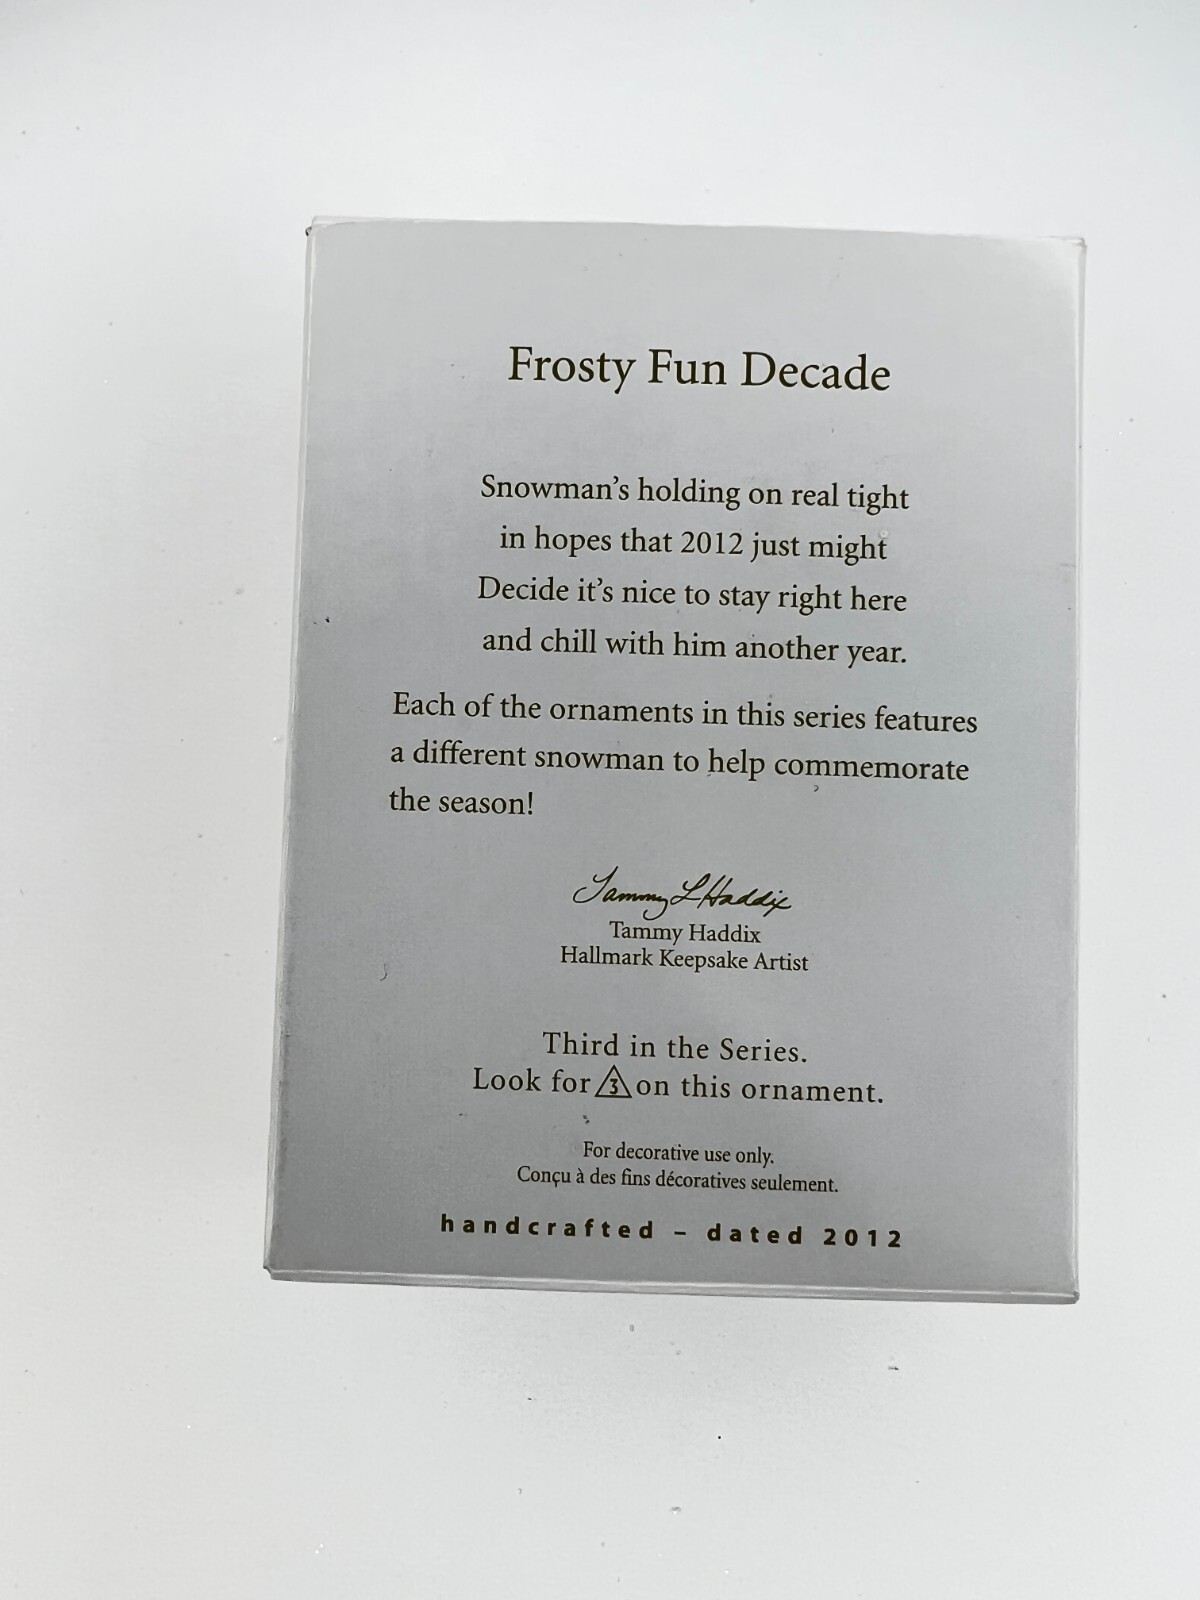 Frosty Fun Decade
Snowman's holding on real tight
in hopes that 2012 just might
Decide it's nice to stay right here
and chill with him another year.
Each of the ornaments in this series features
a different snowman to help commemorate
the season!
Tammy L Haddix
Tammy Haddix
Hallmark Keepsake Artist
Third in the Series.
Look for 3 on this ornament.
For decorative use only.
Conçu à des fins décoratives seulement.
handcrafted – dated 2012